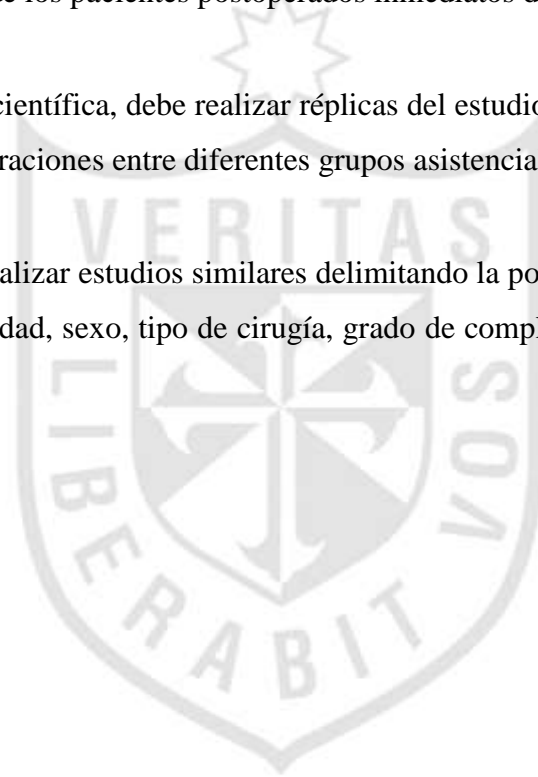 los pacientes postoperados inmediatos d
científica, debe realizar réplicas del estudio
raciones entre diferentes grupos asistencia
VERITAS
alizar estudios similares delimitando la po
dad, sexo, tipo de cirugía, grado de compl
LIBERABIT
VOS